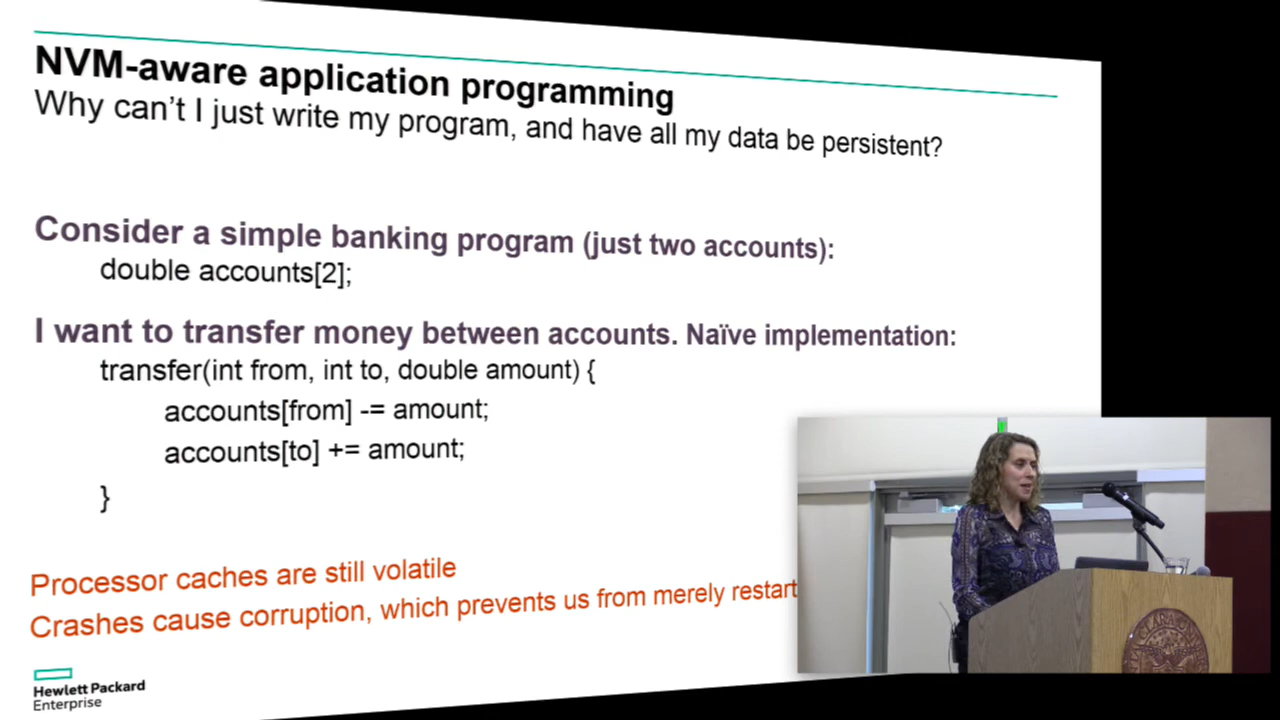 NVM-aware application programming
Why can't I just write my program, and have all my data be persistent?
Consider a simple banking program (just two accounts):
double accounts[2];
I want to transfer money between accounts. Naïve implementation:
transfer(int from, int to, double amount) {
accounts[from] -= amount;
accounts[to] += amount;
}
Processor caches are still volatile
Crashes cause corruption, which prevents us from merely restart
Hewlett Packard
Enterprise